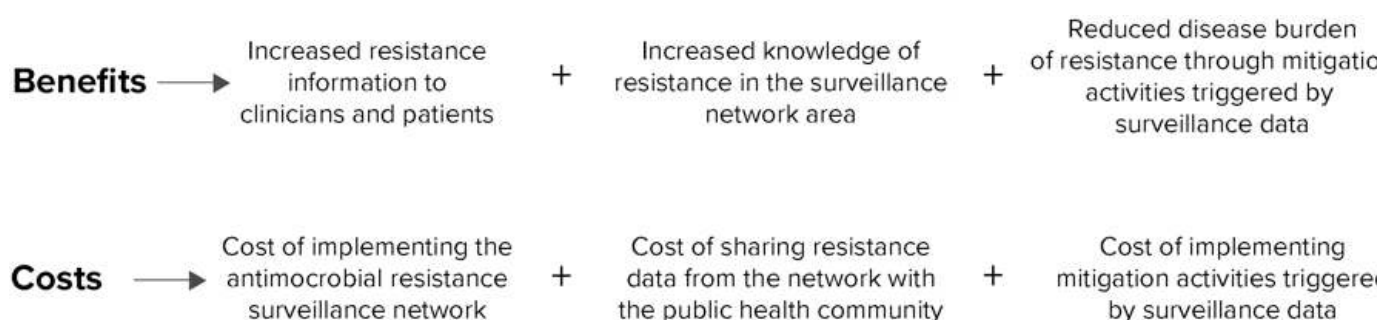 Benefits
Increased resistance
information to
clinicians and patients
+
Increased knowledge of
resistance in the surveillance
network area
+
Reduced disease burden
of resistance through mitigatio
activities triggered by
surveillance data
Costs
Cost of implementing the
antimocrobial resistance
surveillance network
+
Cost of sharing resistance
data from the network with
the public health community
+
Cost of implementing
mitigation activities triggere
by surveillance data